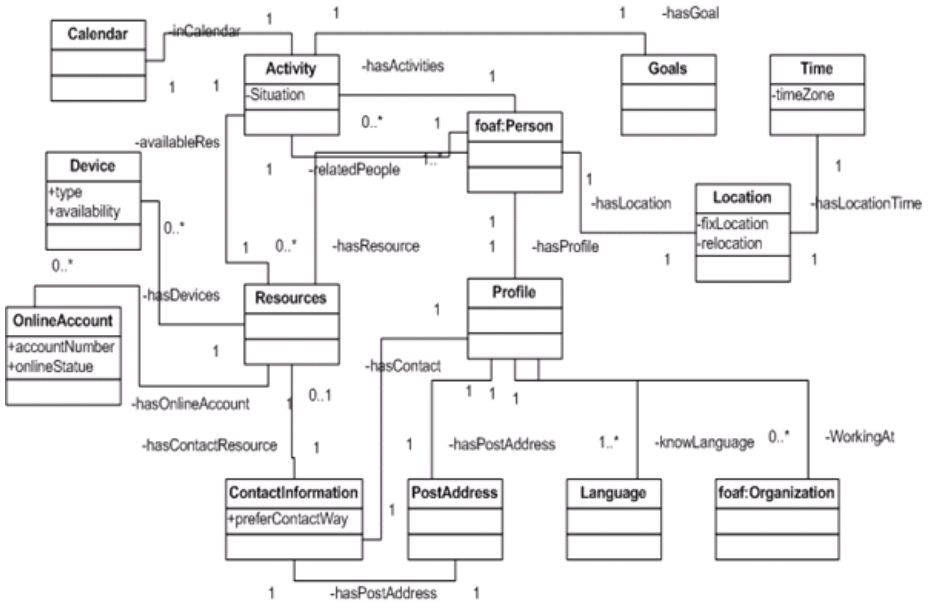 1
1
-hasGoal
Calendar
-inCalendar
Activity
-Situation
-hasActivities
Goals
Time
-timeZone
1
1
1
0..*
1
foaf:Person
-availableRes
Device
+type
+availability
1
-relatedPeople
1..*
1
1
-hasLocation
Location
-fixLocation
-relocation
-hasLocationTime
0..*
1
1
1
0..*
-hasResource
1
-hasProfile
1
1
0..*
-hasDevices
Resources
Profile
OnlineAccount
+accountNumber
+onlineStatue
1
1
-hasContact
-hasOnlineAccount
1
0..1
1
1
1
-hasContactResource
1
1
-hasPostAddress
1..*
-knowLanguage
0..*
-WorkingAt
ContactInformation
+preferContactWay
1
PostAddress
Language
foaf:Organization
1
-hasPostAddress
1